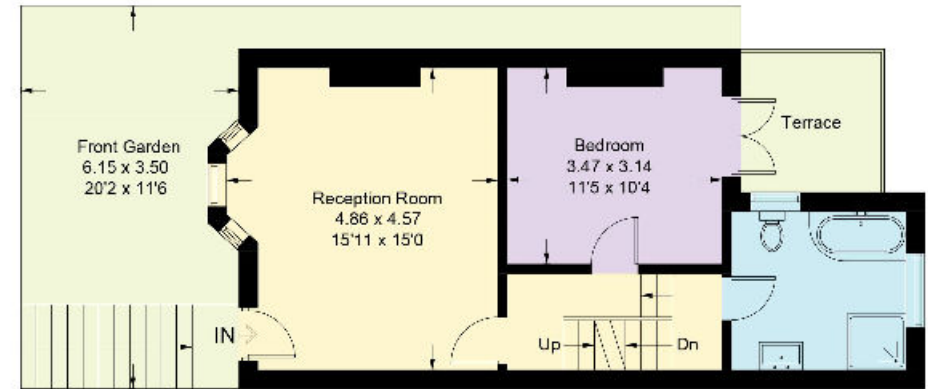 Front Garden
6.15 x 3.50
20'2 x 11'6
Reception Room
4.86 x 4.57
15'11 x 15'0
Bedroom
3.47 x 3.14
11'5 x 10'4
Terrace
IN
Up
Dn